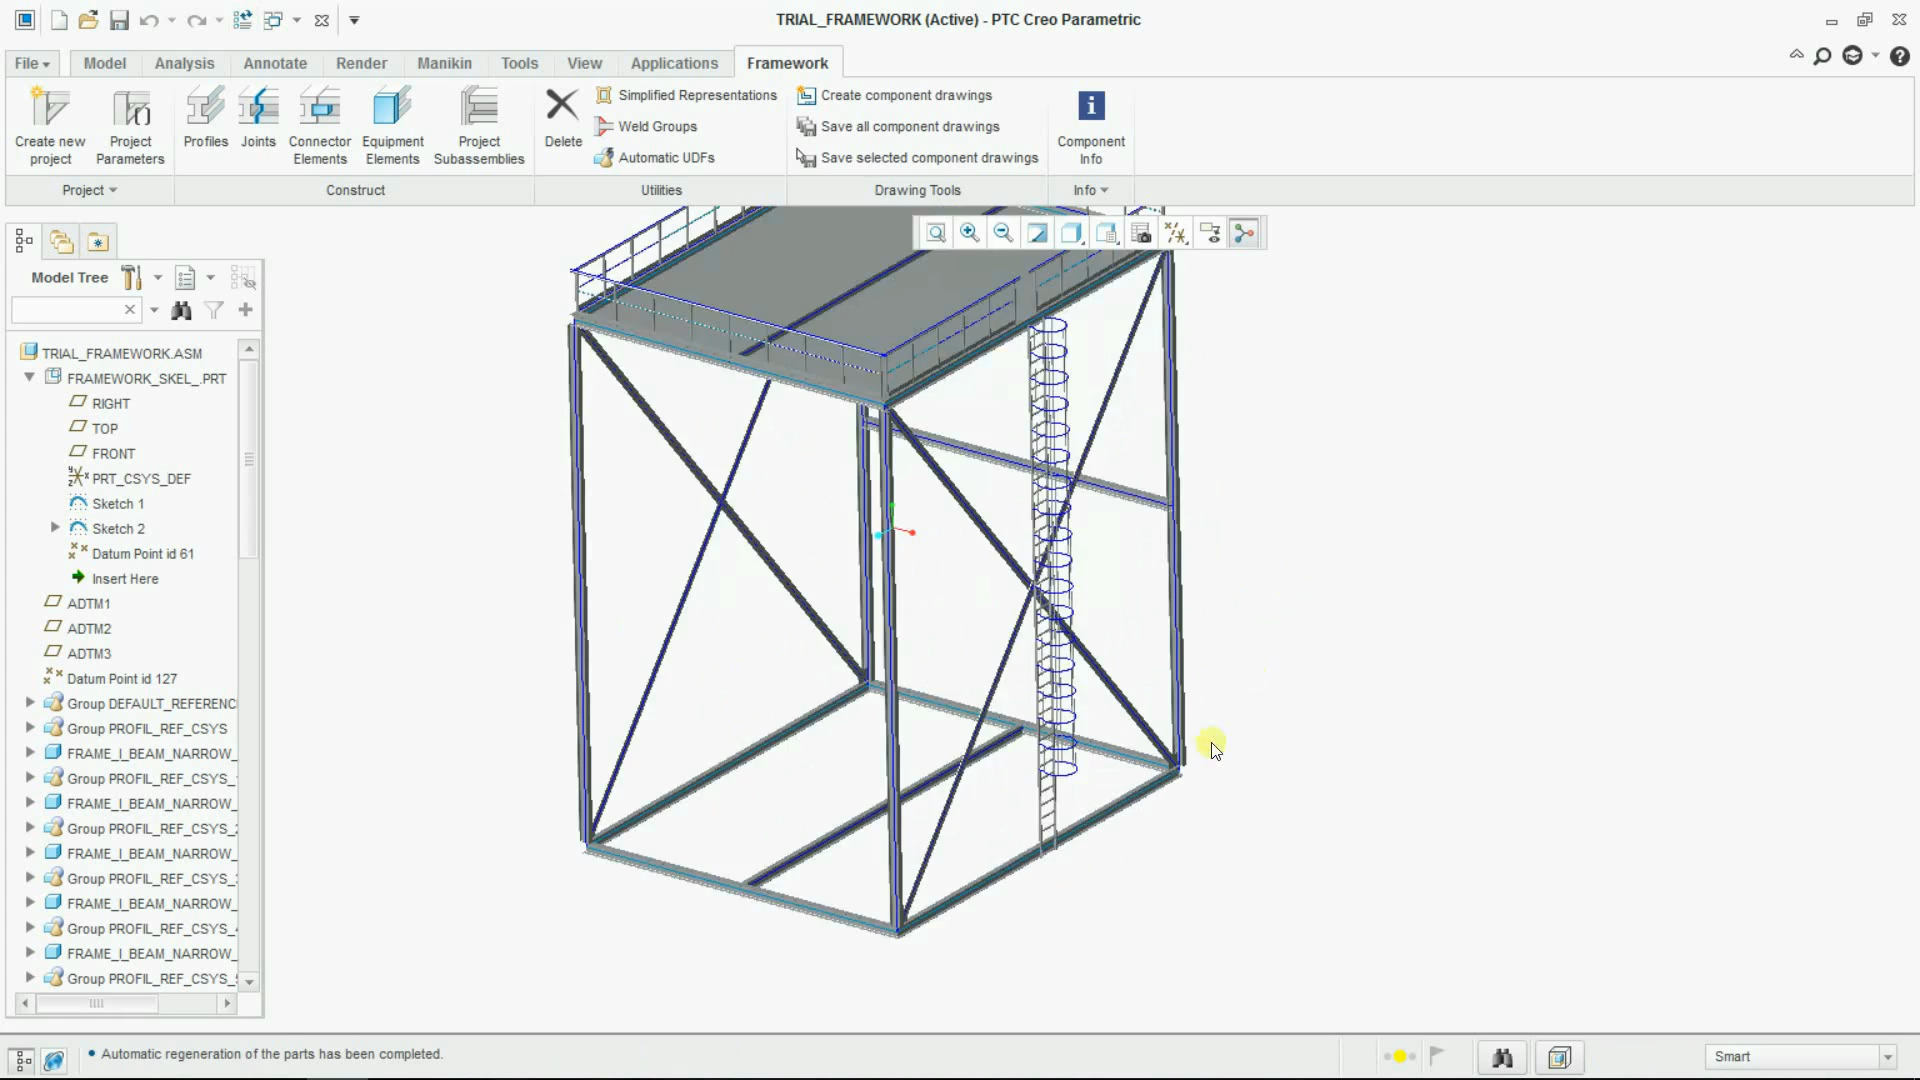 TRIAL_FRAMEWORK (Active) - PTC Creo Parametric
File
Model
Analysis
Annotate
Render
Manikin
Tools
View
Applications
Framework
Create new project
Project Parameters
Profiles
Joints
Connector Elements
Equipment Elements
Project Subassemblies
Delete
Simplified Representations
Weld Groups
Automatic UDFs
Create component drawings
Save all component drawings
Save selected component drawings
Component Info
Project
Construct
Utilities
Drawing Tools
Info
Model Tree
TRIAL_FRAMEWORK.ASM
FRAMEWORK_SKEL_.PRT
RIGHT
TOP
FRONT
PRT_CSYS_DEF
Sketch 1
Sketch 2
Datum Point id 61
Insert Here
ADTM1
ADTM2
ADTM3
Datum Point id 127
Group DEFAULT_REFERENC
Group PROFIL_REF_CSYS
FRAME_I_BEAM_NARROW_
Group PROFIL_REF_CSYS_
FRAME_I_BEAM_NARROW_
Group PROFIL_REF_CSYS_2
FRAME_I_BEAM_NARROW_
Group PROFIL_REF_CSYS_
FRAME_I_BEAM_NARROW_
Group PROFIL_REF_CSYS_
FRAME_I_BEAM_NARROW_
Group PROFIL_REF_CSYS_
• Automatic regeneration of the parts has been completed.
Smart